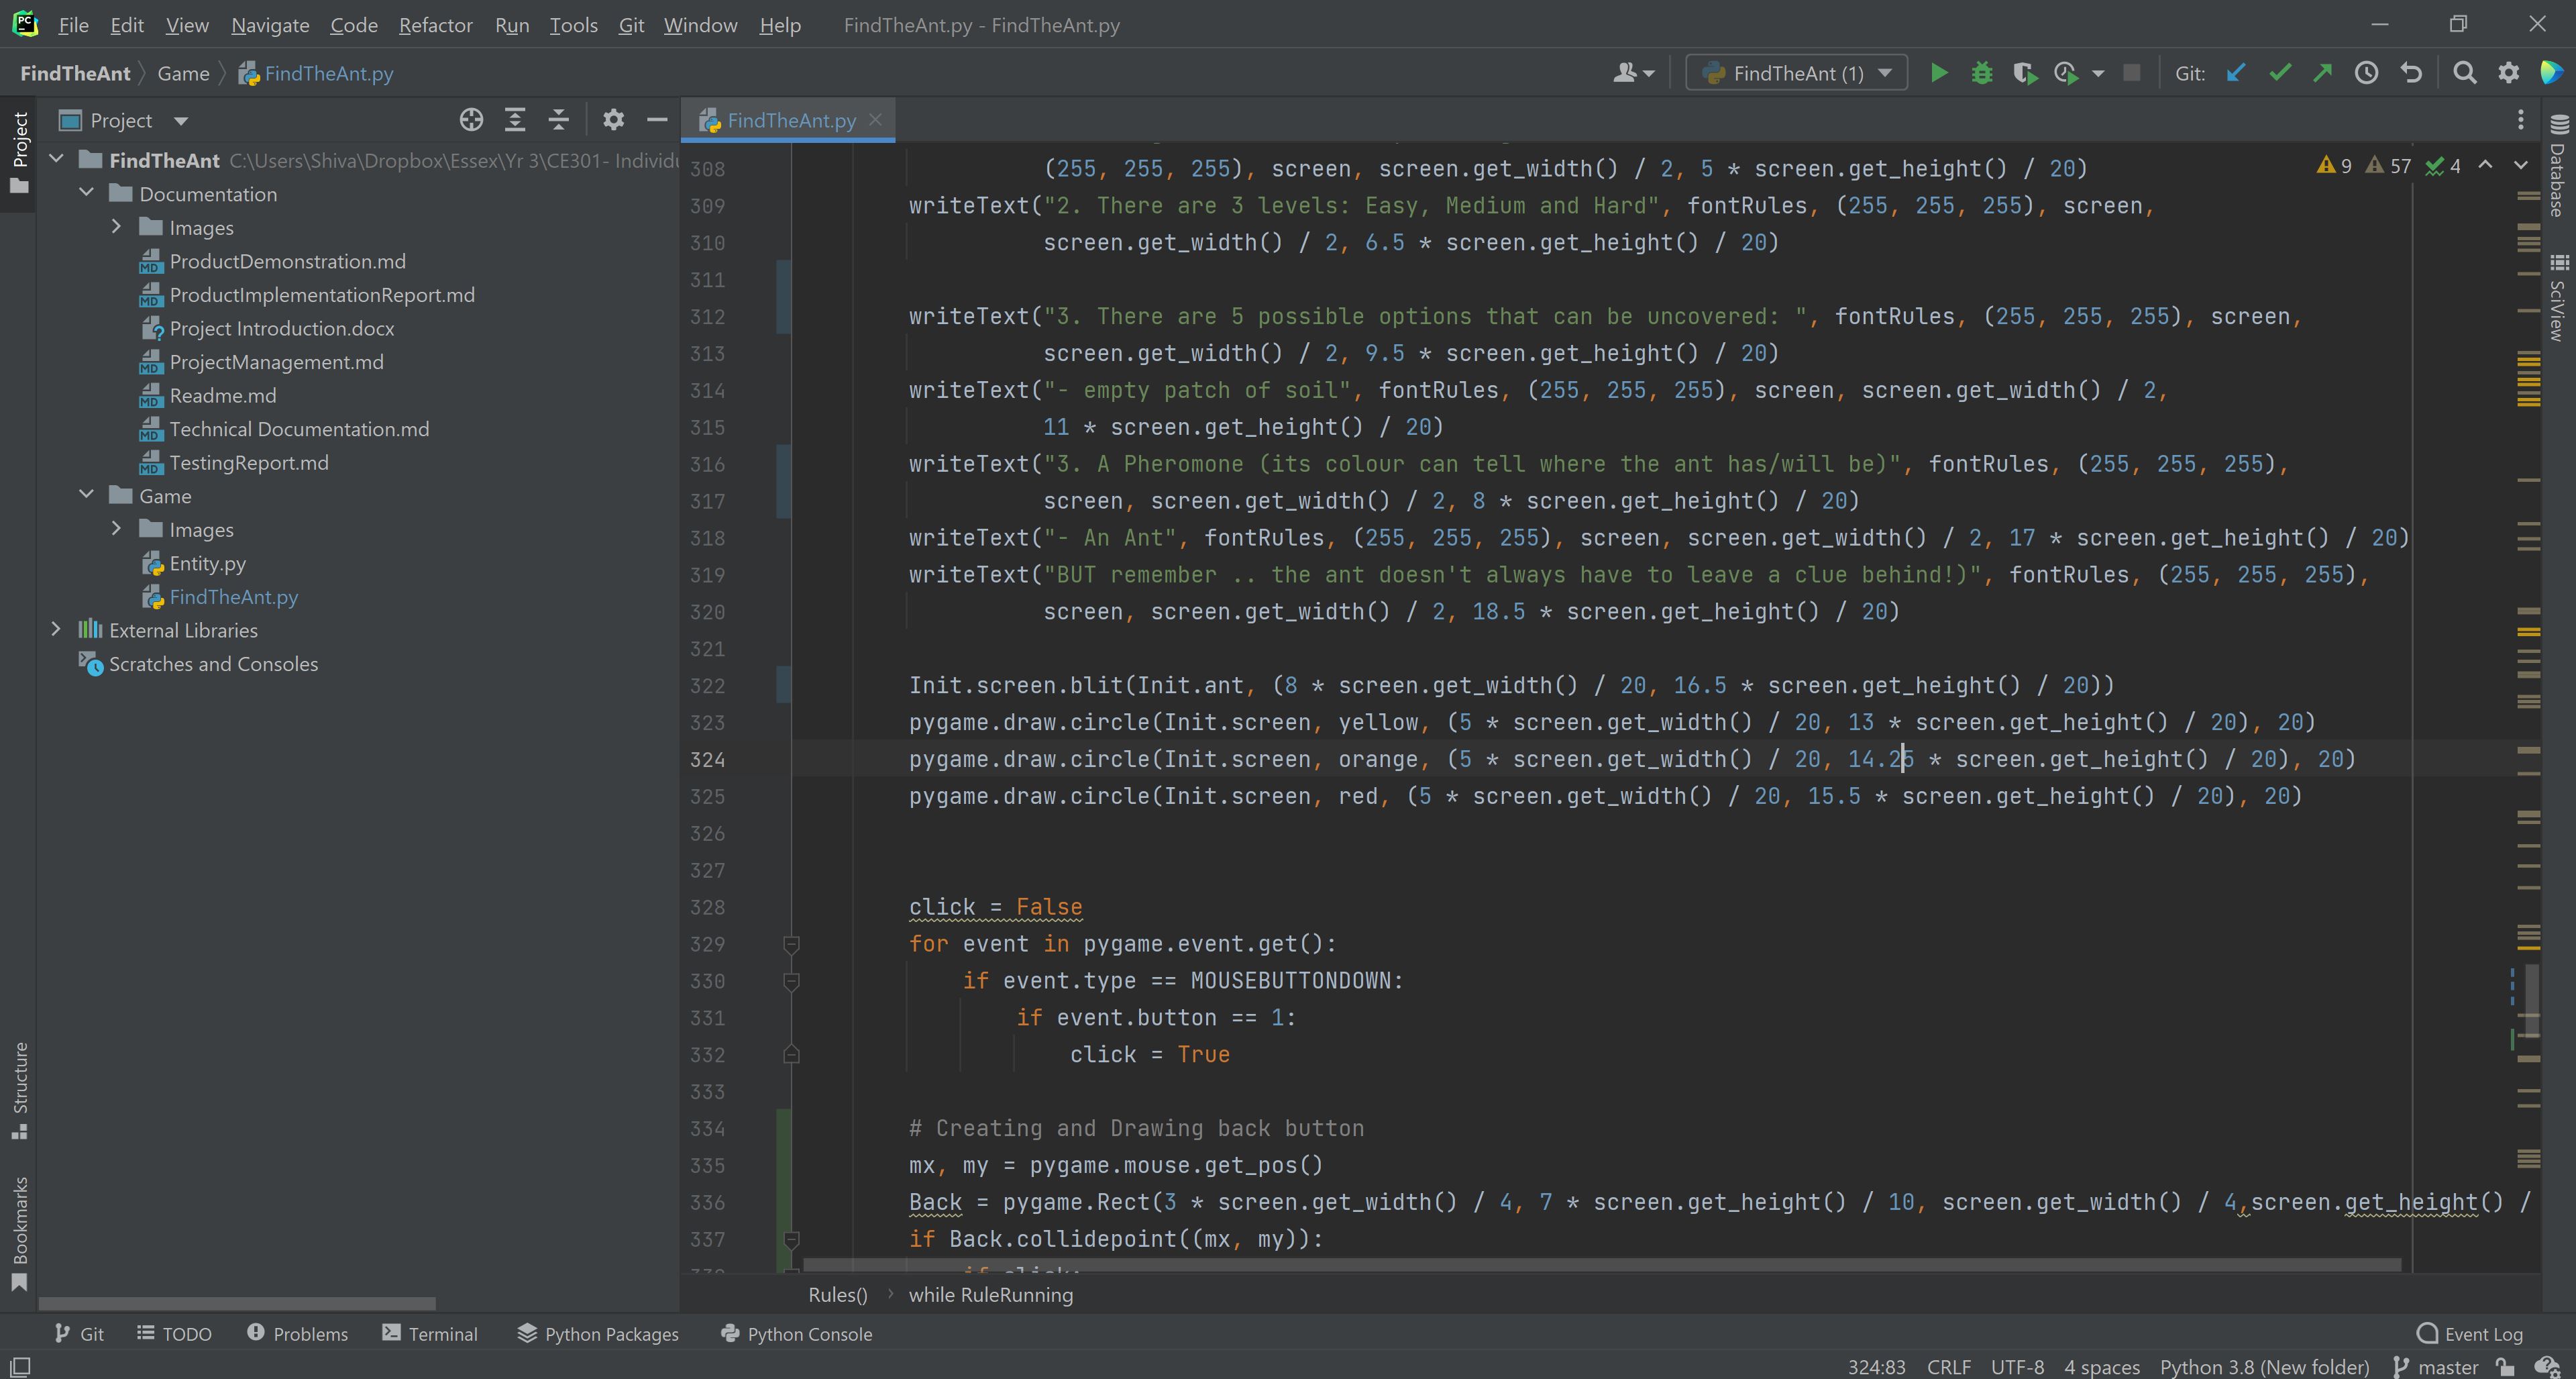 PC File Edit View Navigate Code Refactor Run Tools Git Window Help FindTheAnt.py - FindTheAnt.py
FindTheAnt Game FindTheAnt.py FindTheAnt (1) Git:
Project
Project
FindTheAnt.py
FindTheAnt C:\Users\Shiva\Dropbox\Essex\Yr 3\CE301- Individu
Documentation
Images
ProductDemonstration.md
ProductImplementationReport.md
Project Introduction.docx
ProjectManagement.md
Readme.md
Technical Documentation.md
TestingReport.md
Game
Images
Entity.py
FindTheAnt.py
External Libraries
Scratches and Consoles
Structure
Bookmarks
9 57 4
308 (255, 255, 255), screen, screen.get_width() / 2, 5 * screen.get_height() / 20)
309 writeText("2. There are 3 levels: Easy, Medium and Hard", fontRules, (255, 255, 255), screen,
310 screen.get_width() / 2, 6.5 * screen.get_height() / 20)
311
312 writeText("3. There are 5 possible options that can be uncovered: ", fontRules, (255, 255, 255), screen,
313 screen.get_width() / 2, 9.5 * screen.get_height() / 20)
314 writeText("- empty patch of soil", fontRules, (255, 255, 255), screen, screen.get_width() / 2,
315 11 * screen.get_height() / 20)
316 writeText("3. A Pheromone (its colour can tell where the ant has/will be)", fontRules, (255, 255, 255),
317 screen, screen.get_width() / 2, 8 * screen.get_height() / 20)
318 writeText("- An Ant", fontRules, (255, 255, 255), screen, screen.get_width() / 2, 17 * screen.get_height() / 20)
319 writeText("BUT remember .. the ant doesn't always have to leave a clue behind!)", fontRules, (255, 255, 255),
320 screen, screen.get_width() / 2, 18.5 * screen.get_height() / 20)
321
322 Init.screen.blit(Init.ant, (8 * screen.get_width() / 20, 16.5 * screen.get_height() / 20))
323 pygame.draw.circle(Init.screen, yellow, (5 * screen.get_width() / 20, 13 * screen.get_height() / 20), 20)
324 pygame.draw.circle(Init.screen, orange, (5 * screen.get_width() / 20, 14.25 * screen.get_height() / 20), 20)
325 pygame.draw.circle(Init.screen, red, (5 * screen.get_width() / 20, 15.5 * screen.get_height() / 20), 20)
326
327
328 click = False
329 for event in pygame.event.get():
330 if event.type == MOUSEBUTTONDOWN:
331 if event.button == 1:
332 click = True
333
334 # Creating and Drawing back button
335 mx, my = pygame.mouse.get_pos()
336 Back = pygame.Rect(3 * screen.get_width() / 4, 7 * screen.get_height() / 10, screen.get_width() / 4,screen.get_height() /
337 if Back.collidepoint((mx, my)):
338 if click:
Database
SciView
Rules() while RuleRunning
Git TODO Problems Terminal Python Packages Python Console Event Log
324:83 CRLF UTF-8 4 spaces Python 3.8 (New folder) master